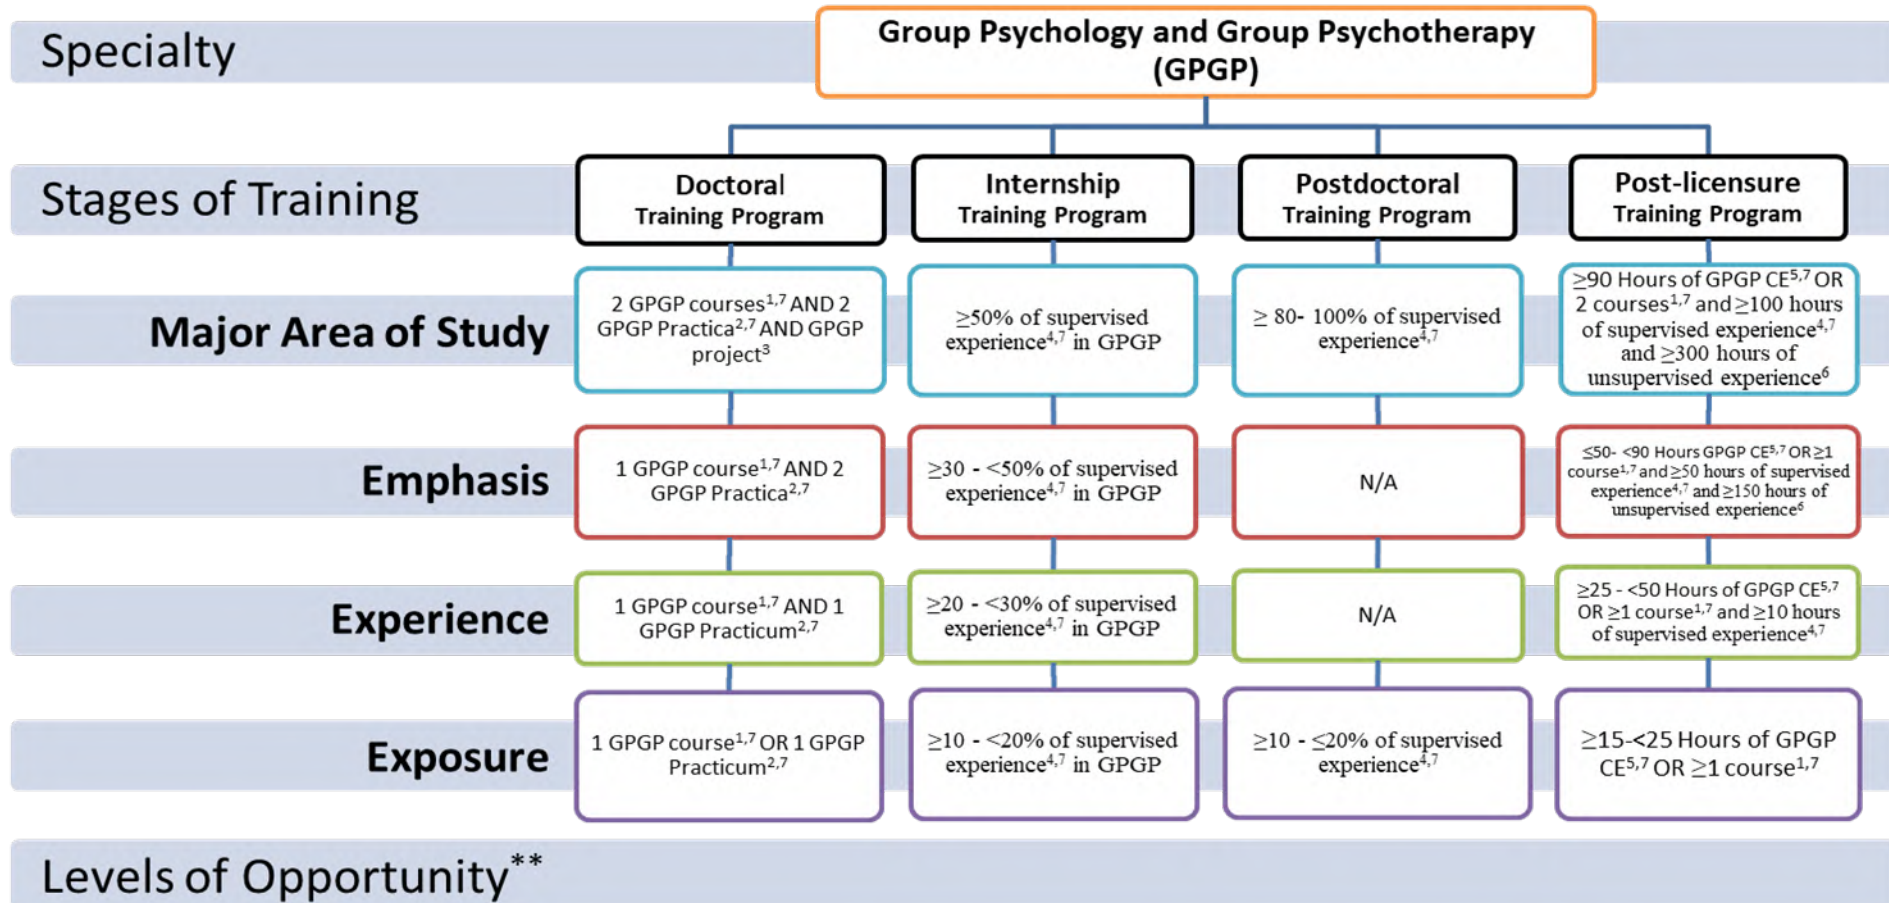 Specialty
Group Psychology and Group Psychotherapy
(GPGP)
Stages of Training
Doctoral
Training Program
Internship
Training Program
Postdoctoral
Training Program
Post-licensure
Training Program
Major Area of Study
2 GPGP courses1,7 AND 2
GPGP Practica2,7 AND GPGP
project3
≥50% of supervised
experience4,7 in GPGP
≥ 80- 100% of supervised
experience4,7
≥90 Hours of GPGP CE5,7 OR
2 courses1,7 and ≥100 hours
of supervised experience4,7
and ≥300 hours of
unsupervised experience6
Emphasis
1 GPGP course1,7 AND 2
GPGP Practica2,7
≥30 - <50% of supervised
experience4,7 in GPGP
N/A
≤50- <90 Hours GPGP CE5,7 OR ≥1
course1,7 and ≥50 hours of supervised
experience4,7 and ≥150 hours of
unsupervised experience6
Experience
1 GPGP course1,7 AND 1
GPGP Practicum2,7
≥20 - <30% of supervised
experience4,7 in GPGP
N/A
≥25 - <50 Hours of GPGP CE5,7
OR ≥1 course1,7 and ≥10 hours
of supervised experience4,7
Exposure
1 GPGP course1,7 OR 1 GPGP
Practicum2,7
≥10 - <20% of supervised
experience4,7 in GPGP
≥10 - ≤20% of supervised
experience4,7
≥15-<25 Hours of GPGP
CE5,7 OR ≥1 course1,7
Levels of Opportunity**